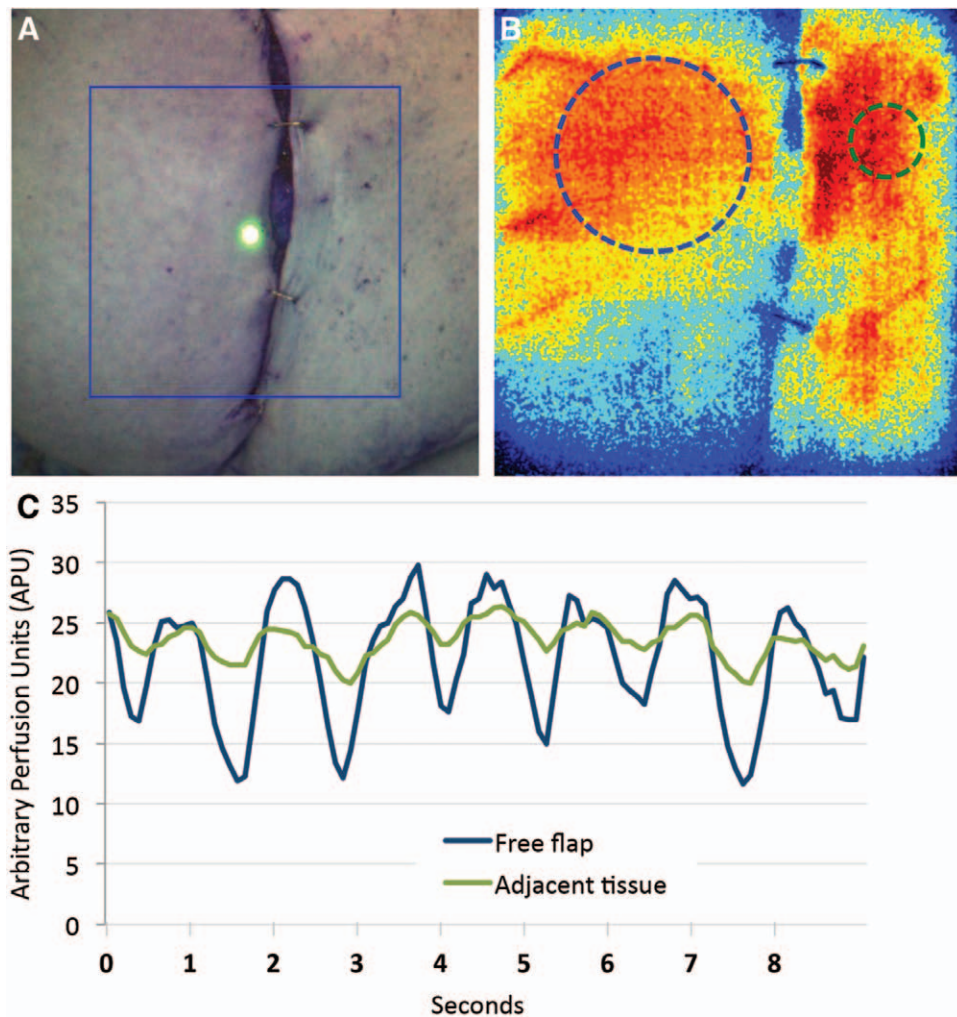 A
B
C
35
30
25
20
15
10
5
0
Arbitrary Perfusion Units (APU)
Free flap
Adjacent tissue
0 1 2 3 4 5 6 7 8
Seconds